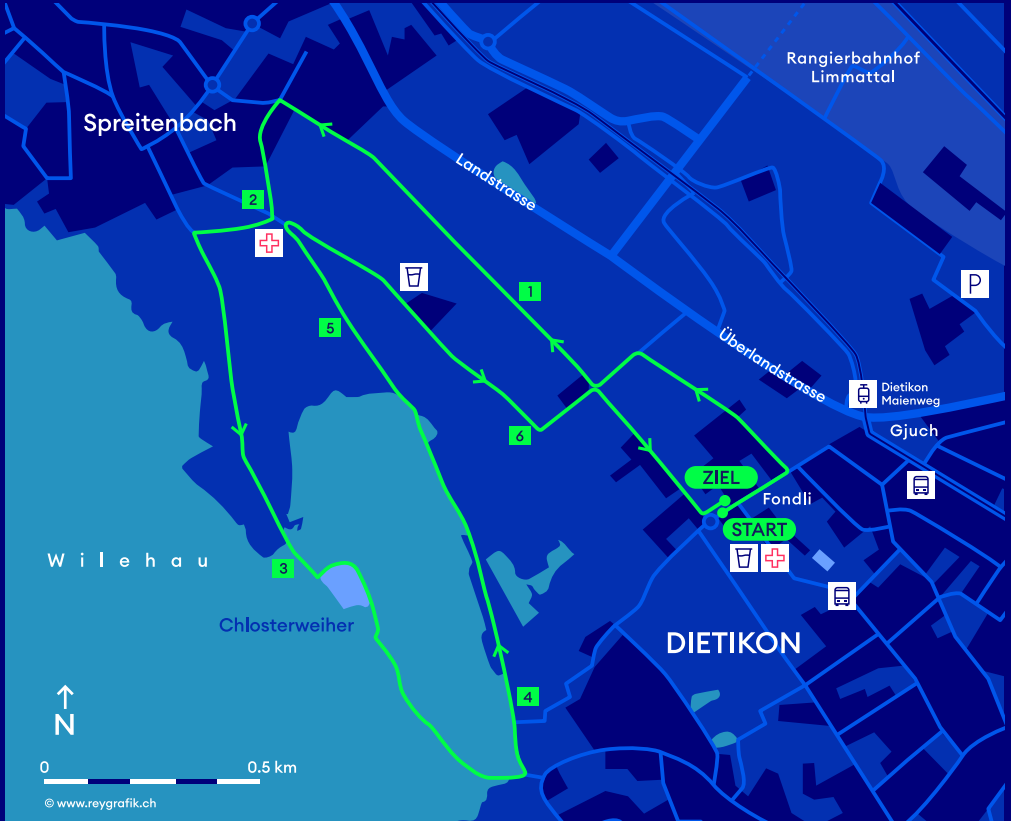 Rangierbahnhof
Limmattal
Spreitenbach
Landstrasse
2
P
1
5
Überlandstrasse
Dietikon
Maienweg
Gjuch
6
ZIEL
Fondli
START
Wilehau
3
Chlosterweiher
DIETIKON
4
N
0 0.5 km
© www.reygrafik.ch